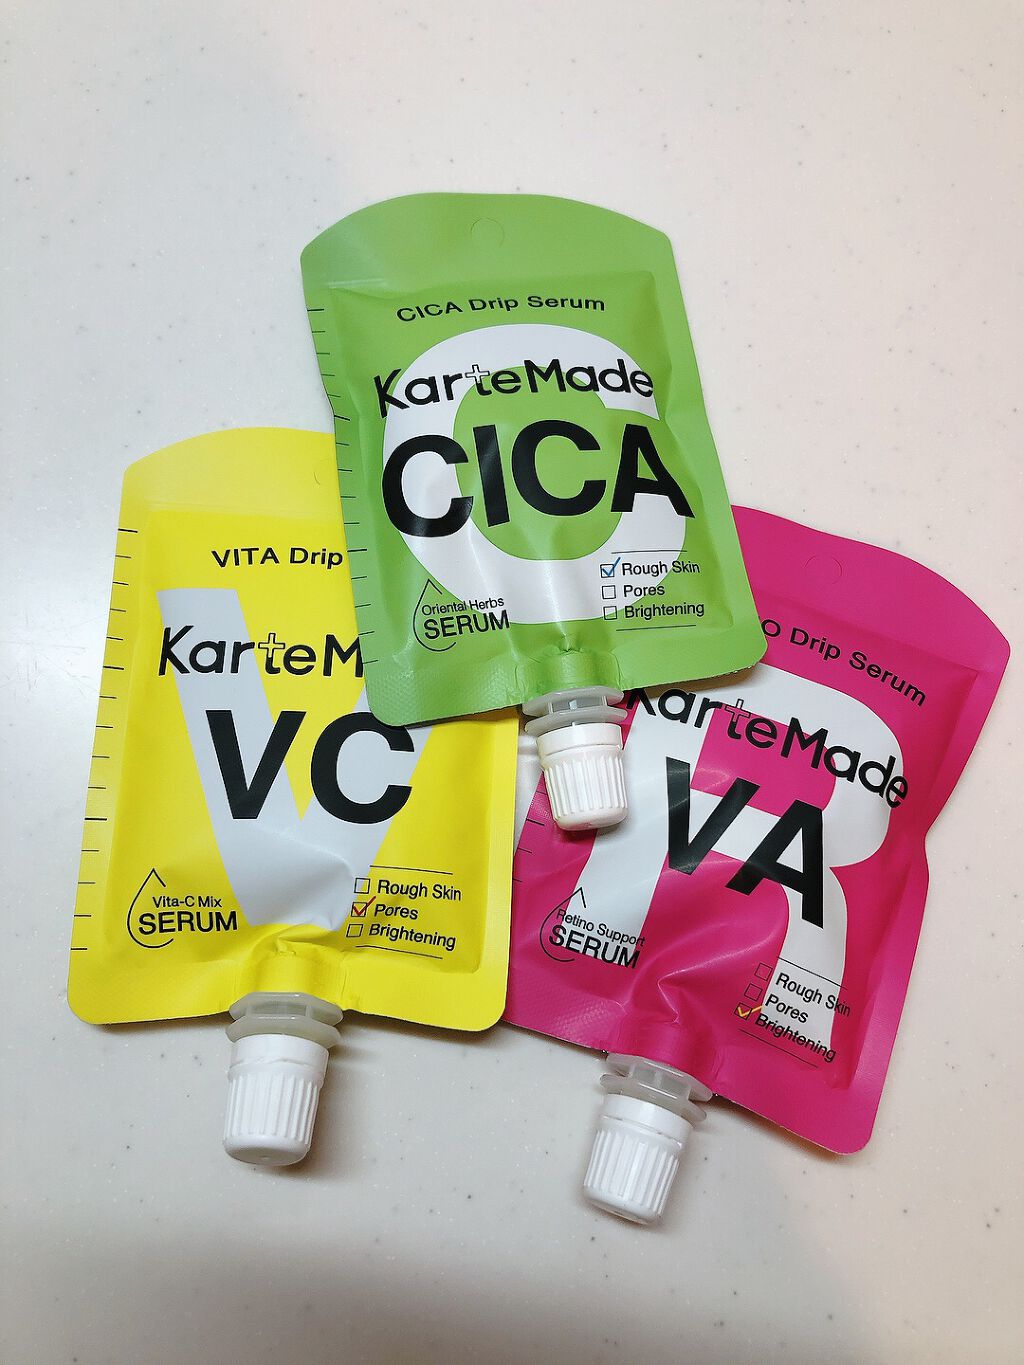 CICA Drip Serum
KarteMade
CICA
Oriental Herbs
SERUM
Rough Skin
Pores
Brightening
VITA Drip
KarteM
VC
Vita-C Mix
SERUM
Rough Skin
Pores
Brightening
O Drip Serum
KarteMade
VA
Retino Support
SERUM
Rough Skin
Pores
Brightening